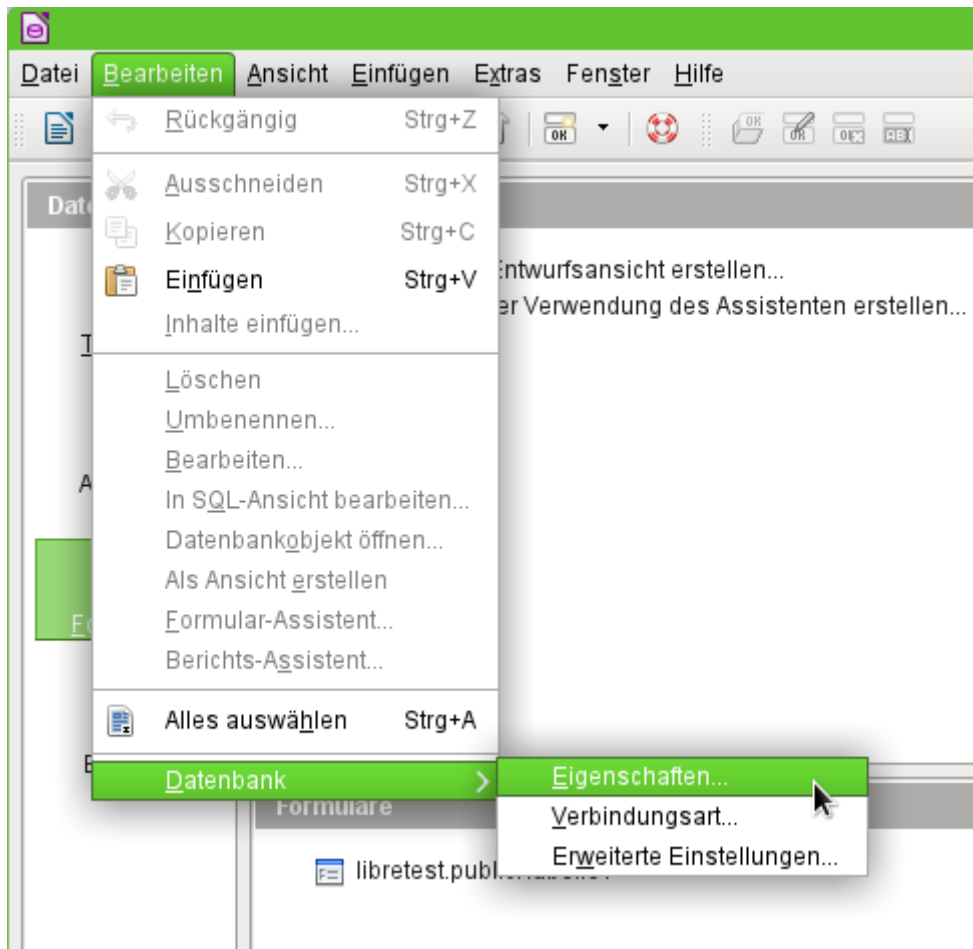 Datei Bearbeiten Ansicht Einfügen Extras Fenster Hilfe
Rückgängig Strg+Z
Ausschneiden Strg+X
Kopieren Strg+C
Einfügen Strg+V
Inhalte einfügen...
Löschen
Umbenennen...
Bearbeiten...
In SQL-Ansicht bearbeiten...
Datenbankobjekt öffnen...
Als Ansicht erstellen
Formular-Assistent...
Berichts-Assistent...
Alles auswählen Strg+A
Datenbank
Eigenschaften...
Verbindungsart...
Erweiterte Einstellungen...
OK
Entwurfsansicht erstellen...
er Verwendung des Assistenten erstellen...
Formulare
libretest.publ